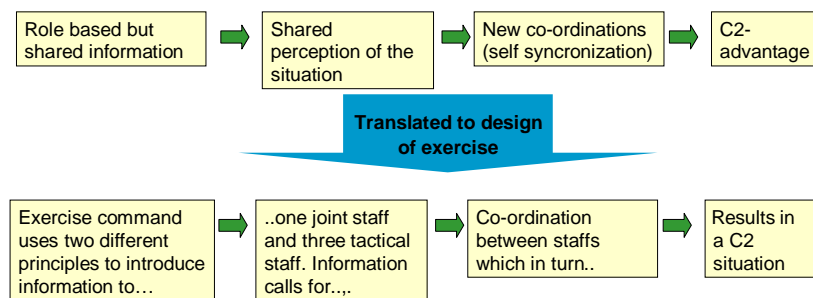 Role based but
shared information
Shared
perception of the
situation
New co-ordinations
(self syncronization)
C2-
advantage
Translated to design
of exercise
Exercise command
uses two different
principles to introduce
information to…
..one joint staff
and three tactical
staff. Information
calls for..,.
Co-ordination
between staffs
which in turn..
Results in
a C2
situation